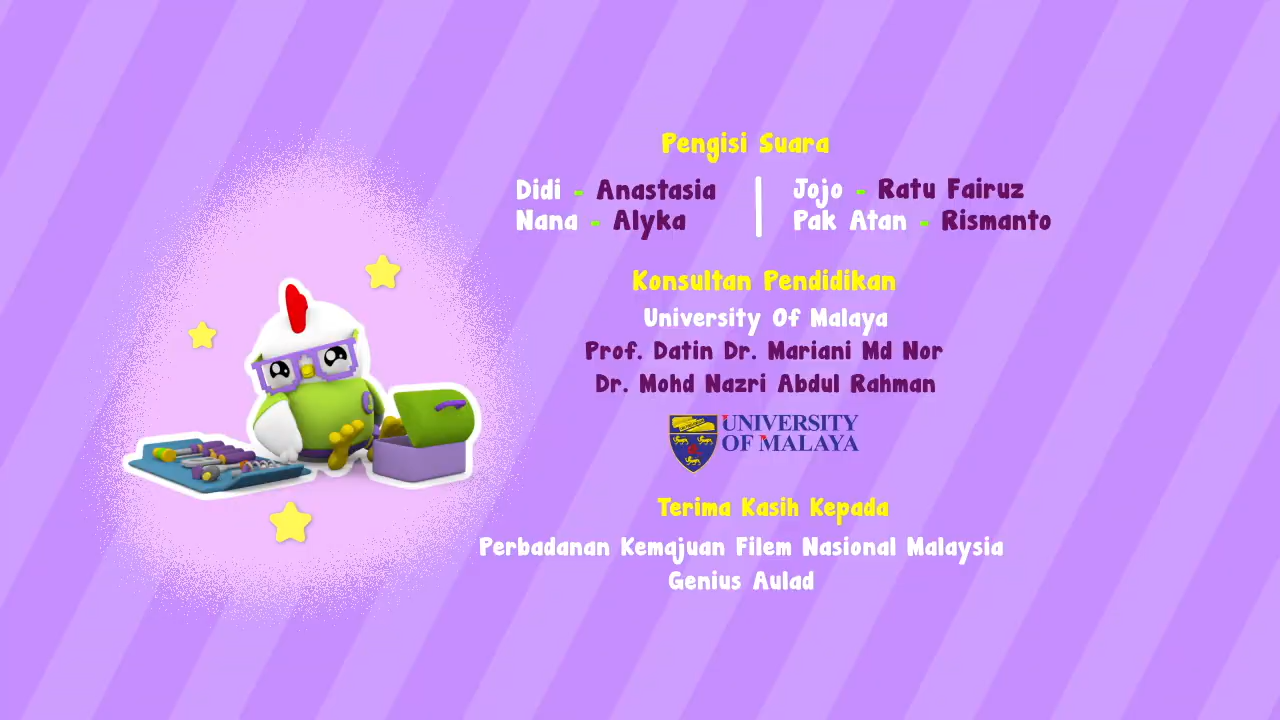 Pengisi Suara
Didi - Anastasia
Nana - Alyka
Jojo - Ratu Fairuz
Pak Atan - Rismanto
Konsultan Pendidikan
University Of Malaya
Prof. Datin Dr. Mariani Md Nor
Dr. Mohd Nazri Abdul Rahman
UNIVERSITY
OF MALAYA
Terima Kasih Kepada
Perbadanan Kemajuan Filem Nasional Malaysia
Genius Aulad